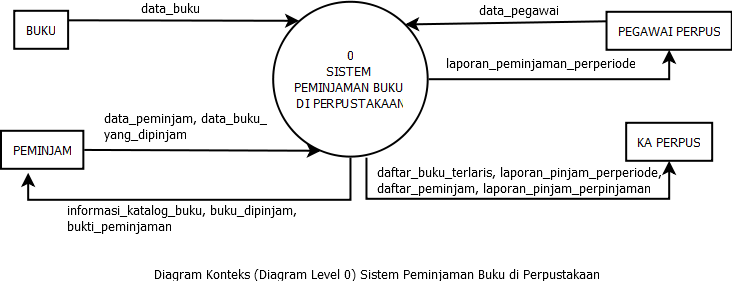 data_buku
BUKU
data_pegawai
PEGAWAI PERPUS
laporan_peminjaman_perperiode
0
SISTEM
PEMINJAMAN BUKU
DI PERPUSTAKAAN
data_peminjam, data_buku_
yang_dipinjam
PEMINJAM
KA PERPUS
daftar_buku_terlaris, laporan_pinjam_perperiode,
daftar_peminjam, laporan_pinjam_perpinjaman
informasi_katalog_buku, buku_dipinjam,
bukti_peminjaman
Diagram Konteks (Diagram Level 0) Sistem Peminjaman Buku di Perpustakaan